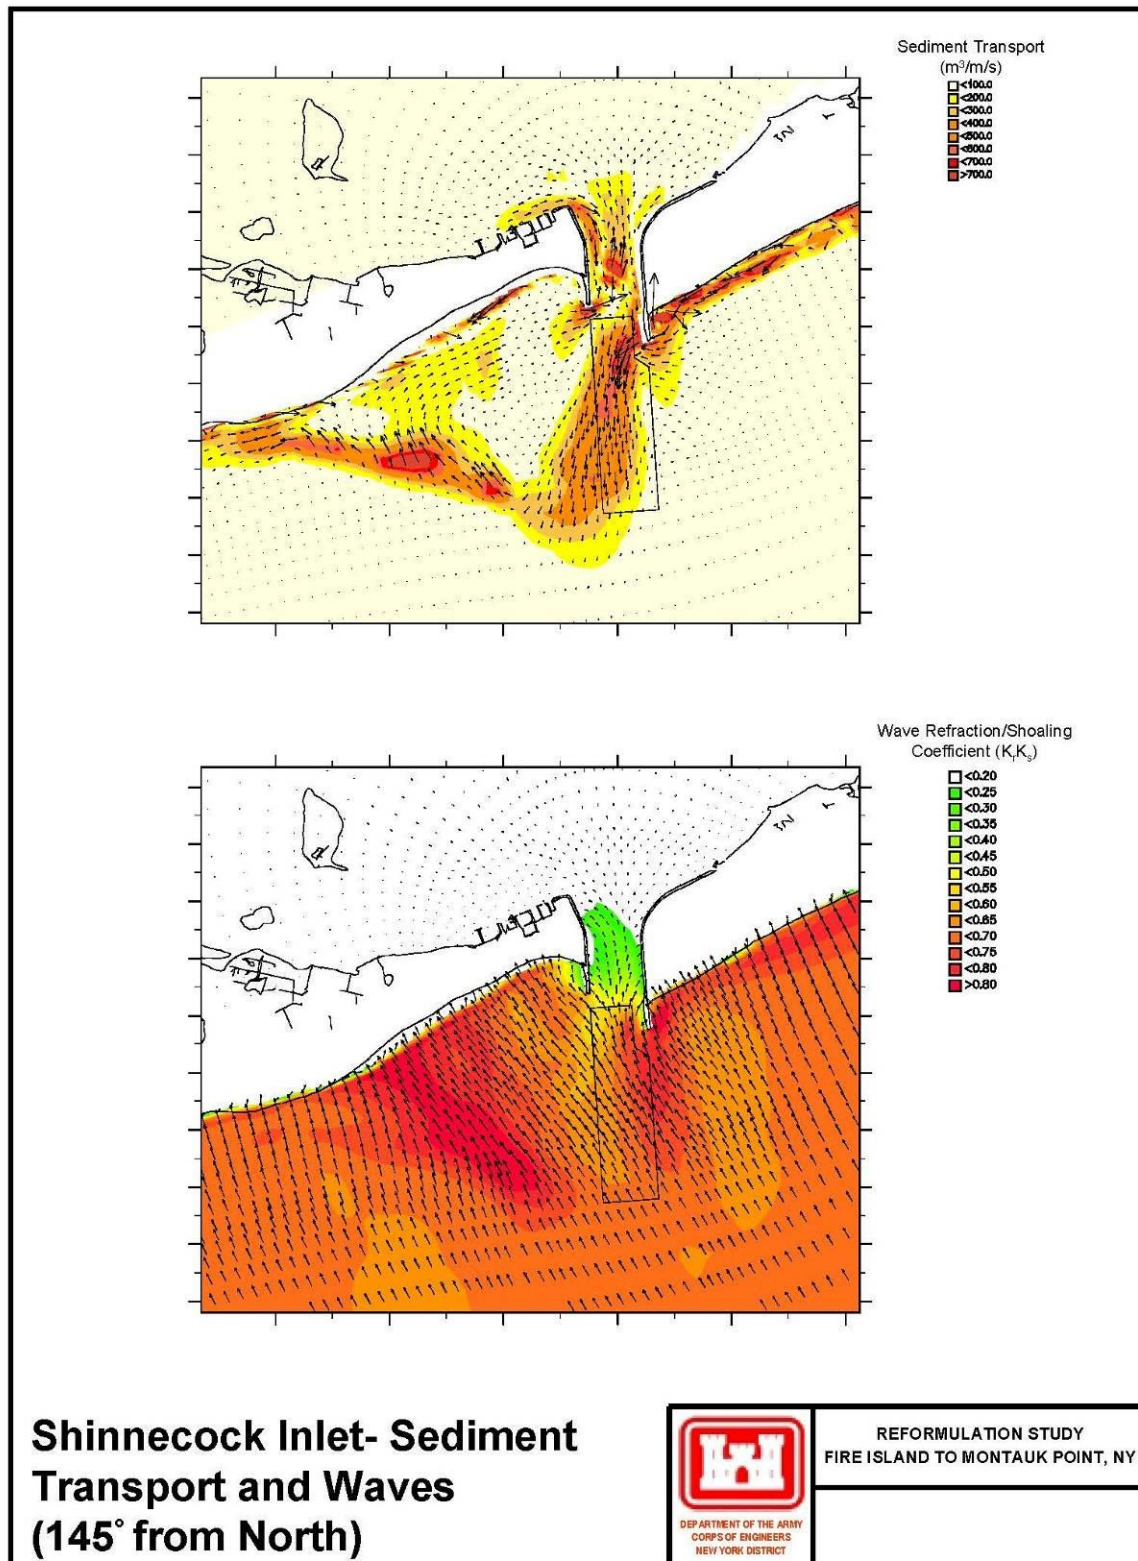 Sediment Transport
(m³/m/s)
<100.0
<200.0
<300.0
<400.0
<500.0
<600.0
<700.0
>700.0
Wave Refraction/Shoaling
Coefficient (KᵣKₛ)
<0.20
<0.25
<0.30
<0.35
<0.40
<0.45
<0.50
<0.55
<0.60
<0.65
<0.70
<0.75
<0.80
>0.80
Shinnecock Inlet- Sediment
Transport and Waves
(145° from North)
DEPARTMENT OF THE ARMY
CORPS OF ENGINEERS
NEW YORK DISTRICT
REFORMULATION STUDY
FIRE ISLAND TO MONTAUK POINT, NY